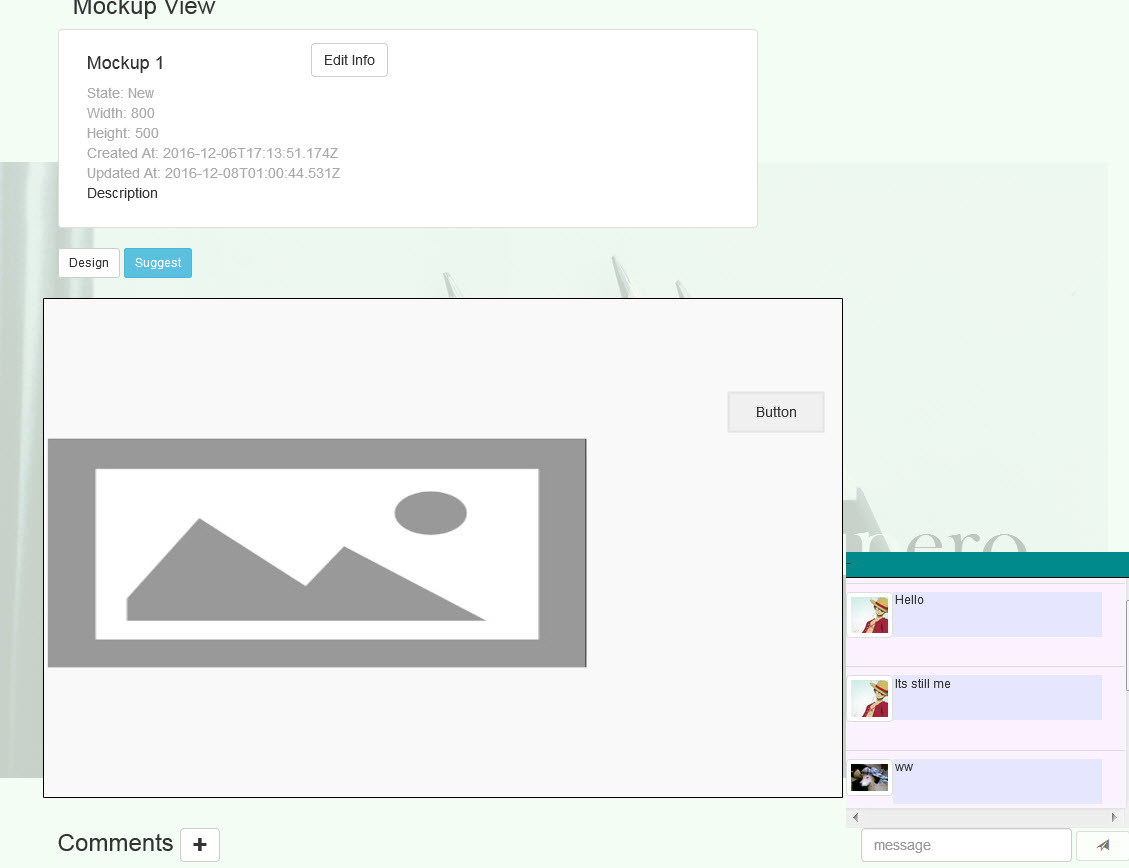 Mockup View
Mockup 1
Edit Info
State: New
Width: 800
Height: 500
Created At: 2016-12-06T17:13:51.174Z
Updated At: 2016-12-08T01:00:44.531Z
Description
Design
Suggest
Button
Hello
Its still me
ww
Comments +
message